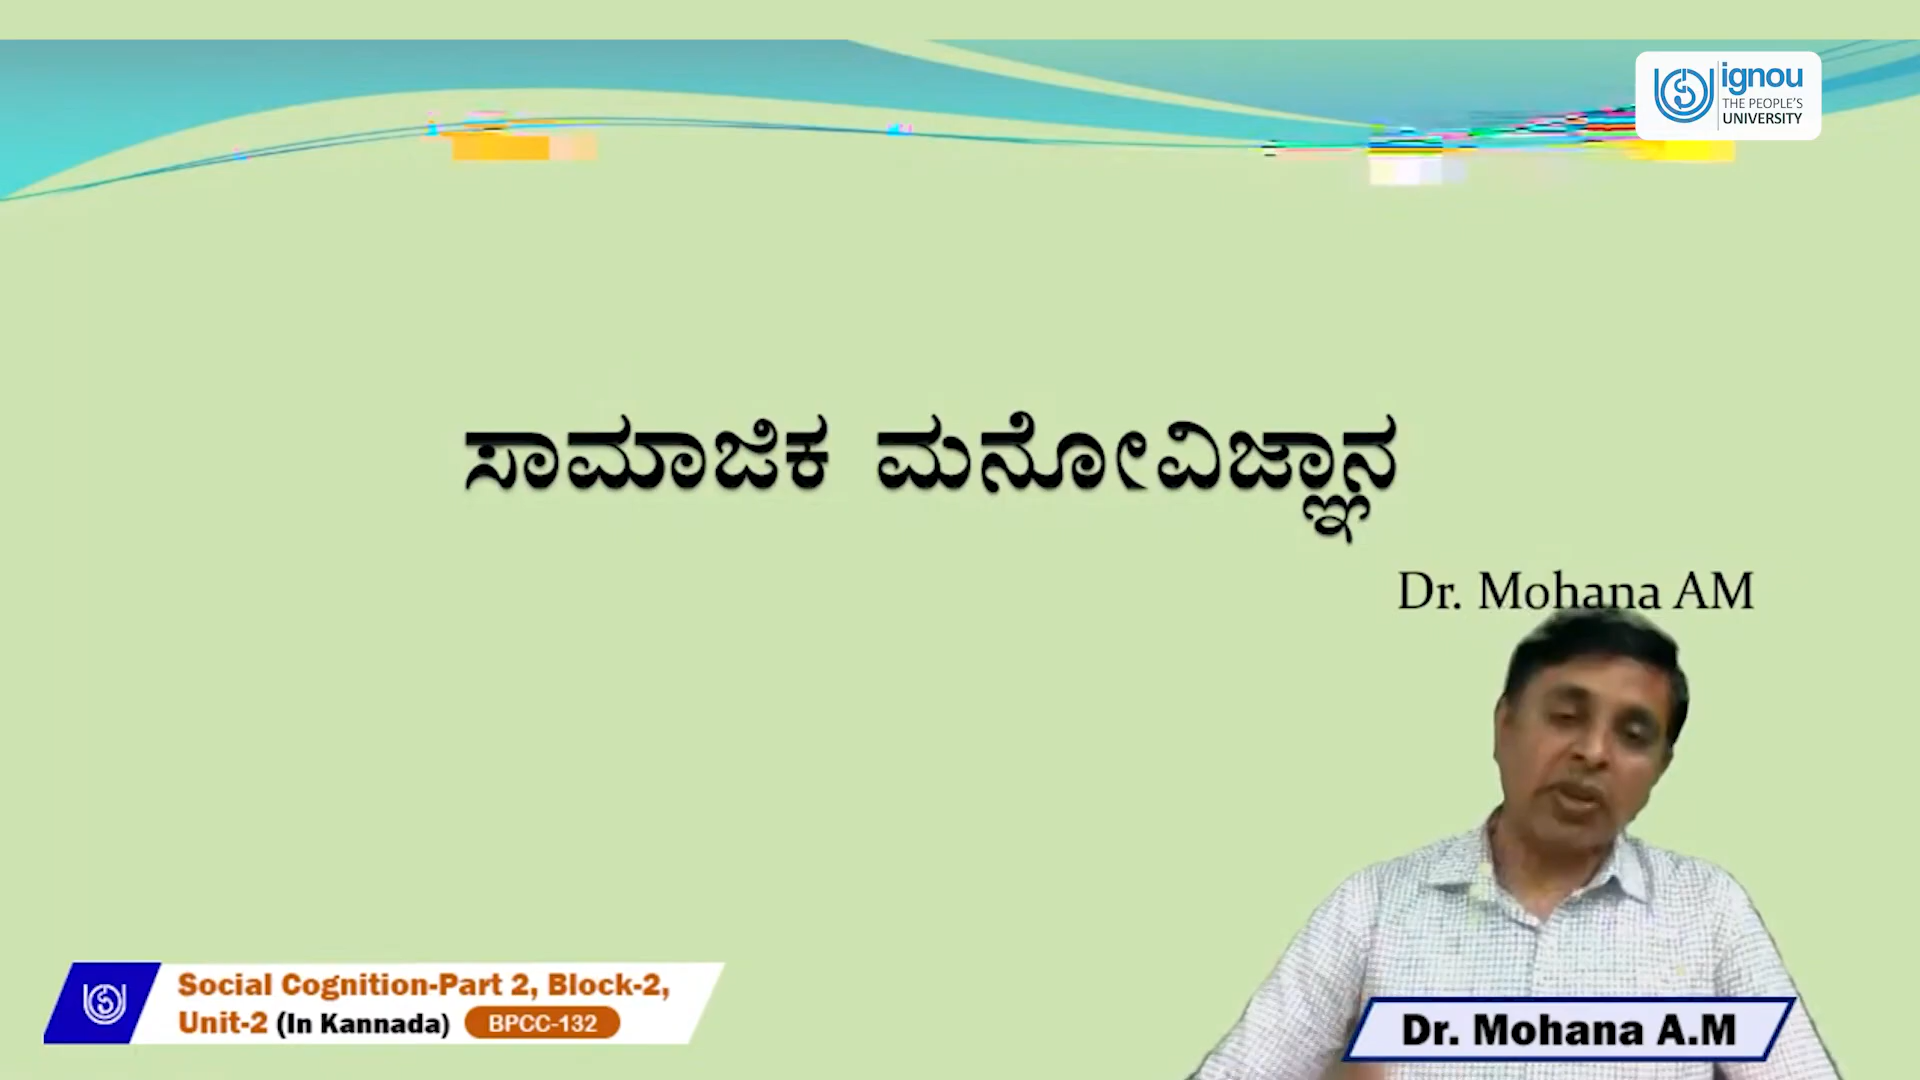 ignou
THE PEOPLE'S
UNIVERSITY
ಸಾಮಾಜಿಕ ಮನೋವಿಜ್ಞಾನ
Dr. Mohana AM
Social Cognition-Part 2, Block-2,
Unit-2 (In Kannada) BPCC-132
Dr. Mohana A.M